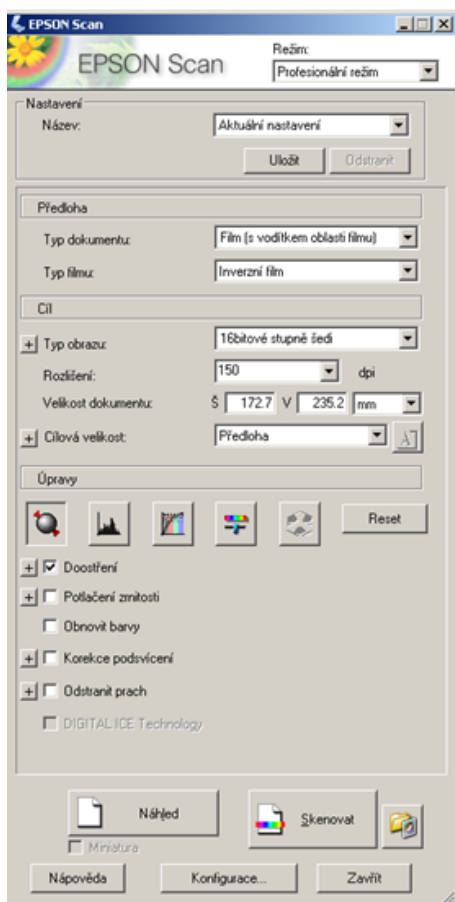 EPSON Scan
EPSON Scan
Režim:
Profesionální režim
Nastavení
Název:
Aktuální nastavení
Uložit
Odstranit
Předloha
Typ dokumentu:
Film (s vodítkem oblasti filmu)
Typ filmu:
Inverzní film
Cíl
Typ obrazu:
16bitové stupně šedi
Rozlišení:
150
dpi
Velikost dokumentu:
Š 172.7 V 235.2 mm
Cílová velikost:
Předloha
Úpravy
Reset
Doostření
Potlačení zrnitosti
Obnovit barvy
Korekce podsvícení
Odstranit prach
DIGITAL ICE Technology
Náhled
Skenovat
Miniatura
Nápověda
Konfigurace...
Zavřít